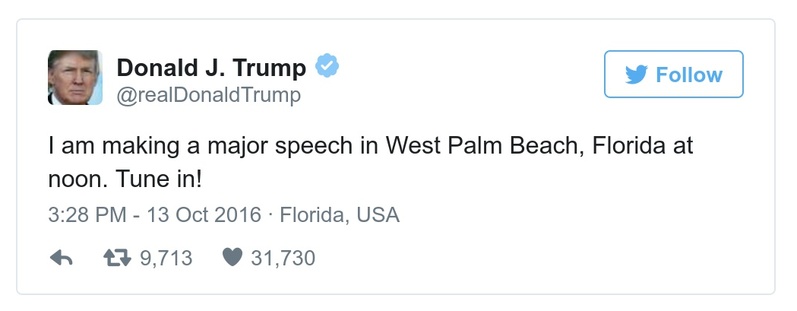 Donald J. Trump
@realDonaldTrump
Follow
I am making a major speech in West Palm Beach, Florida at
noon. Tune in!
3:28 PM - 13 Oct 2016 · Florida, USA
9,713 31,730